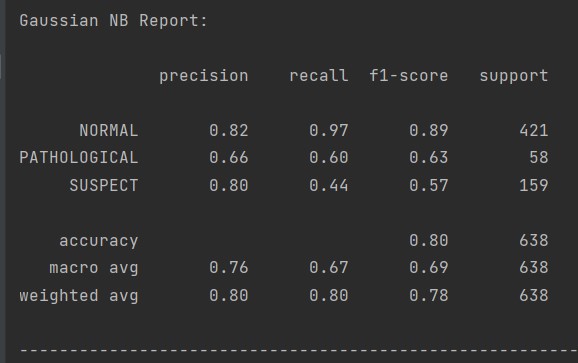 Gaussian NB Report:
precision recall f1-score support
NORMAL 0.82 0.97 0.89 421
PATHOLOGICAL 0.66 0.60 0.63 58
SUSPECT 0.80 0.44 0.57 159
accuracy 0.80 638
macro avg 0.76 0.67 0.69 638
weighted avg 0.80 0.80 0.78 638
--------------------------------------------------------